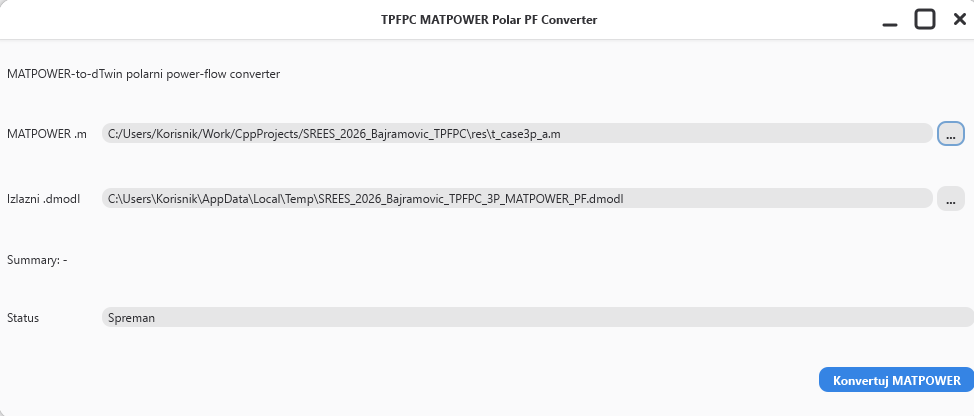 TPFPC MATPOWER Polar PF Converter
MATPOWER-to-dTwin polarni power-flow converter
MATPOWER .m C:/Users/Korisnik/Work/CppProjects/SREES_2026_Bajramovic_TPFPC\res\t_case3p_a.m ...
Izlazni .dmodl C:\Users\Korisnik\AppData\Local\Temp\SREES_2026_Bajramovic_TPFPC_3P_MATPOWER_PF.dmodl ...
Summary: -
Status Spreman
Konvertuj MATPOWER